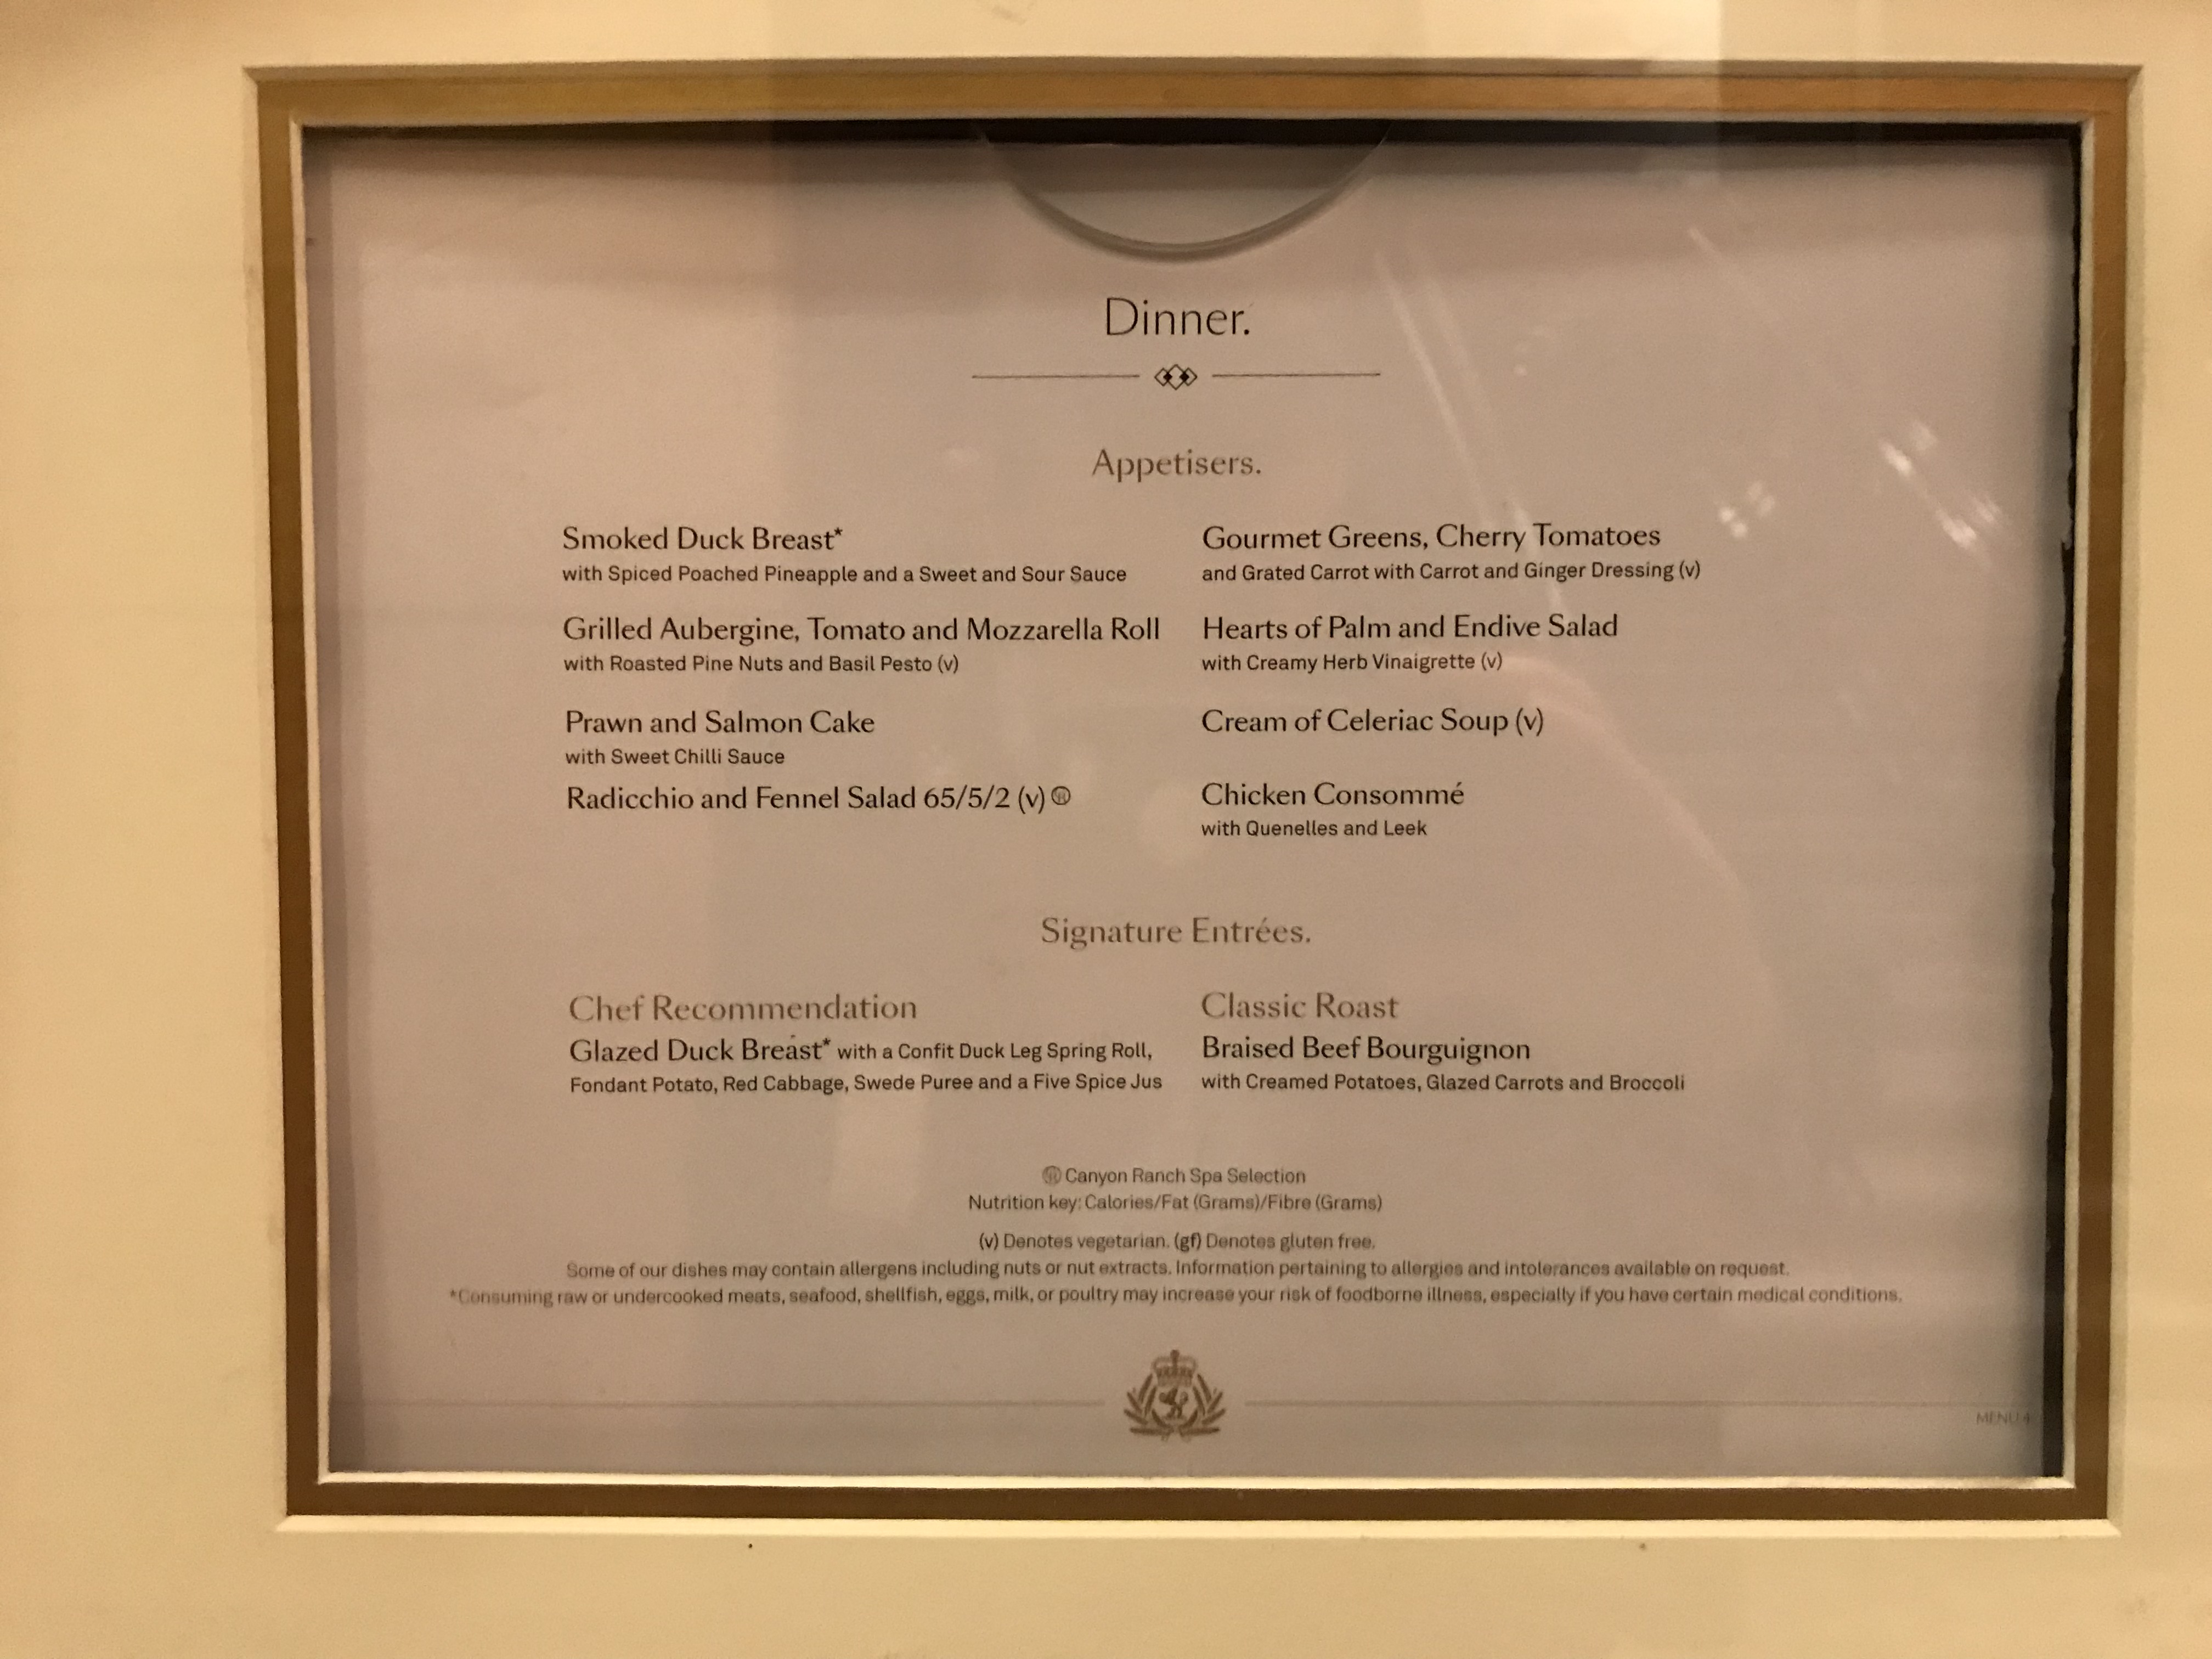 Dinner.
Appetisers.
Smoked Duck Breast*
with Spiced Poached Pineapple and a Sweet and Sour Sauce
Grilled Aubergine, Tomato and Mozzarella Roll
with Roasted Pine Nuts and Basil Pesto (v)
Prawn and Salmon Cake
with Sweet Chilli Sauce
Radicchio and Fennel Salad 65/5/2 (v)
Gourmet Greens, Cherry Tomatoes
and Grated Carrot with Carrot and Ginger Dressing (v)
Hearts of Palm and Endive Salad
with Creamy Herb Vinaigrette (v)
Cream of Celeriac Soup (v)
Chicken Consommé
with Quenelles and Leek
Signature Entrées.
Chef Recommendation
Glazed Duck Breast* with a Confit Duck Leg Spring Roll,
Fondant Potato, Red Cabbage, Swede Puree and a Five Spice Jus
Classic Roast
Braised Beef Bourguignon
with Creamed Potatoes, Glazed Carrots and Broccoli
Canyon Ranch Spa Selection
Nutrition key: Calories/Fat (Grams)/Fibre (Grams)
(v) Denotes vegetarian. (gf) Denotes gluten free.
Some of our dishes may contain allergens including nuts or nut extracts. Information pertaining to allergies and intolerances available on request.
*Consuming raw or undercooked meats, seafood, shellfish, eggs, milk, or poultry may increase your risk of foodborne illness, especially if you have certain medical conditions.
MENU